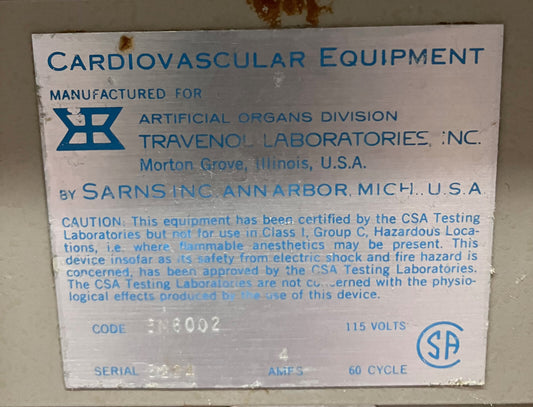 CARDIOVASCULAR EQUIPMENT
MANUFACTURED FOR
ARTIFICIAL ORGANS DIVISION
TRAVENOL LABORATORIES, INC.
Morton Grove, Illinois, U.S.A.
BY SARNS INC. ANN ARBOR, MICH., U.S.A
CAUTION: This equipment has been certified by the CSA Testing
Laboratories but not for use in Class I, Group C, Hazardous Loca-
tions, i.e. where flammable anesthetics may be present. This
device insofar as its safety from electric shock and fire hazard is
concerned, has been approved by the CSA Testing Laboratories.
The CSA Testing Laboratories are not concerned with the physio-
logical effects produced by the use of this device.
CODE 5M6002 115 VOLTS
SERIAL 4 AMPS 60 CYCLE
SA